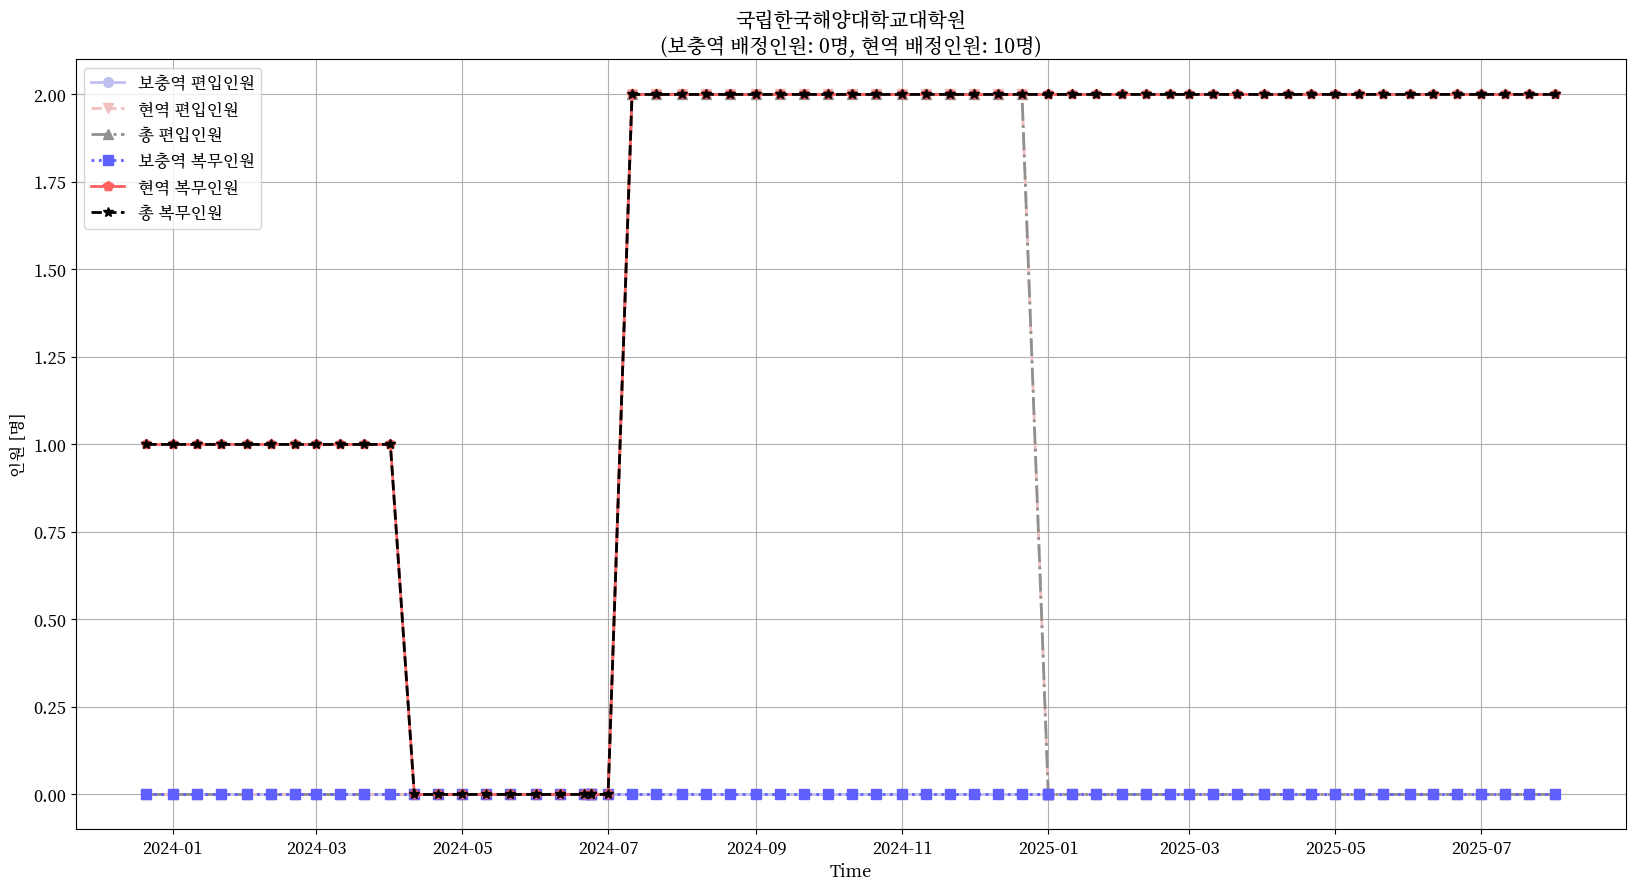 국립한국해양대학교대학원
(보충역 배정인원: 0명, 현역 배정인원: 10명)
보충역 편입인원
현역 편입인원
총 편입인원
보충역 복무인원
현역 복무인원
총 복무인원
2.00
1.75
1.50
1.25
1.00
0.75
0.50
0.25
0.00
인원 [명]
2024-01
2024-03
2024-05
2024-07
2024-09
2024-11
2025-01
2025-03
2025-05
2025-07
Time